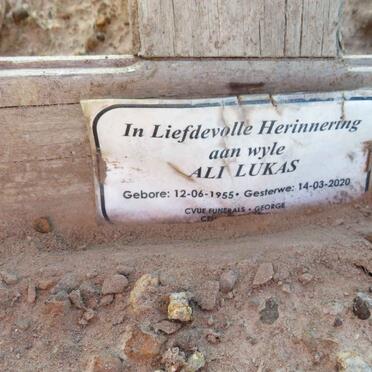 In Liefdevolle Herinnering
aan wyle
ALI LUKAS
Gebore: 12-06-1955 • Gesterwe: 14-03-2020
CVUE FUNERALS • GEORGE